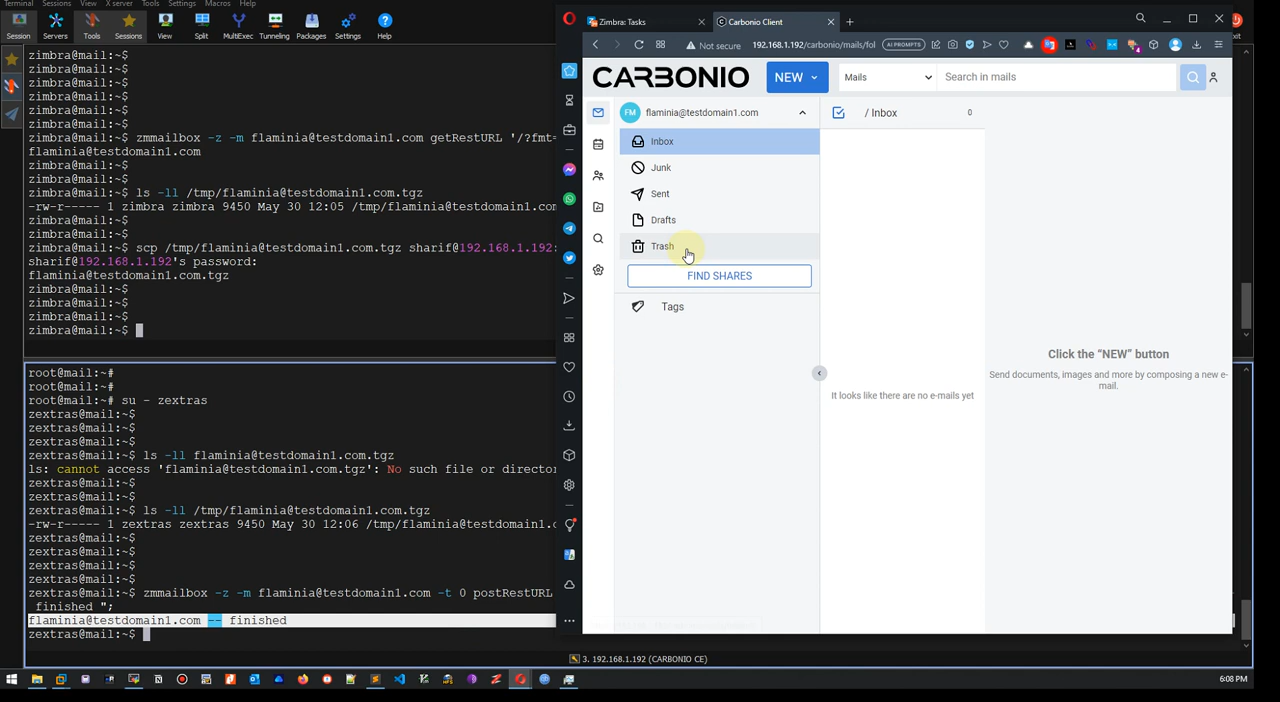 Terminal Sessions View X server Tools Settings Macros Help
Session Servers Tools Sessions View Split MultiExec Tunneling Packages Settings Help
zimbra@mail:~$
zimbra@mail:~$
zimbra@mail:~$
zimbra@mail:~$
zimbra@mail:~$
zimbra@mail:~$
zimbra@mail:~$ zmmailbox -z -m flaminia@testdomain1.com getRestURL '/?fmt=
flaminia@testdomain1.com
zimbra@mail:~$
zimbra@mail:~$
zimbra@mail:~$ ls -ll /tmp/flaminia@testdomain1.com.tgz
-rw-r----- 1 zimbra zimbra 9450 May 30 12:05 /tmp/flaminia@testdomain1.com
zimbra@mail:~$
zimbra@mail:~$
zimbra@mail:~$ scp /tmp/flaminia@testdomain1.com.tgz sharif@192.168.1.192:
sharif@192.168.1.192's password:
flaminia@testdomain1.com.tgz
zimbra@mail:~$
zimbra@mail:~$
zimbra@mail:~$
zimbra@mail:~$
root@mail:~#
root@mail:~#
root@mail:~# su - zextras
zextras@mail:~$
zextras@mail:~$
zextras@mail:~$
zextras@mail:~$ ls -ll flaminia@testdomain1.com.tgz
ls: cannot access 'flaminia@testdomain1.com.tgz': No such file or director
zextras@mail:~$
zextras@mail:~$
zextras@mail:~$ ls -ll /tmp/flaminia@testdomain1.com.tgz
-rw-r----- 1 zextras zextras 9450 May 30 12:06 /tmp/flaminia@testdomain1.c
zextras@mail:~$
zextras@mail:~$
zextras@mail:~$
zextras@mail:~$
zextras@mail:~$ zmmailbox -z -m flaminia@testdomain1.com -t 0 postRestURL
finished ";
flaminia@testdomain1.com -- finished
zextras@mail:~$
3. 192.168.1.192 (CARBONIO CE)
Zimbra: Tasks
Carbonio Client
Not secure 192.168.1.192/carbonio/mails/fol AI PROMPTS
CARBONIO NEW Mails Search in mails
FM flaminia@testdomain1.com
/ Inbox 0
Inbox
Junk
Sent
Drafts
Trash
FIND SHARES
Tags
It looks like there are no e-mails yet
Click the “NEW” button
Send documents, images and more by composing a new e-
mail.
6:08 PM